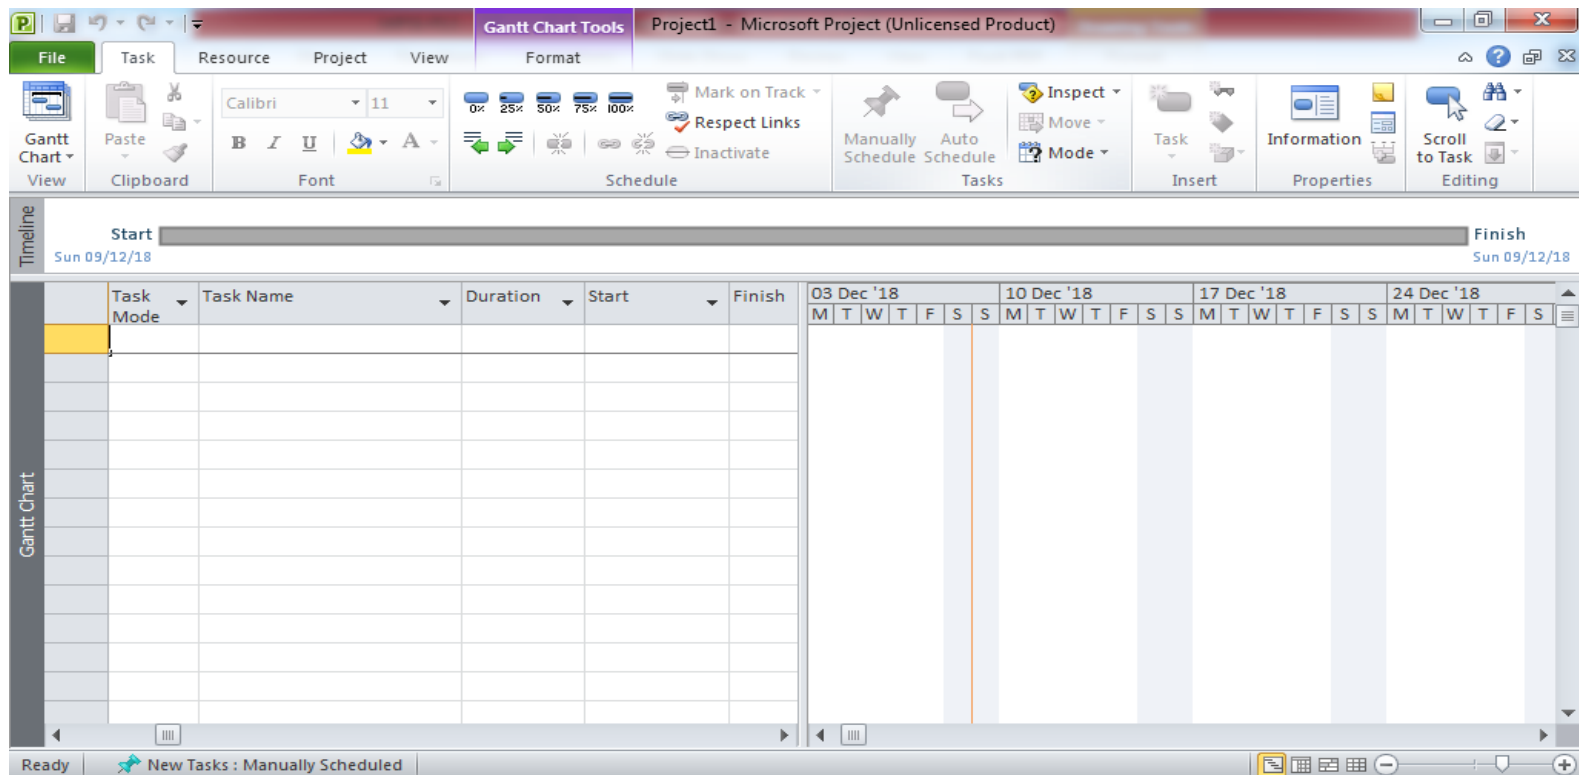 Gantt Chart Tools
Project1 - Microsoft Project (Unlicensed Product)
File Task Resource Project View Format
Gantt Chart
View
Paste
Clipboard
Calibri 11
B I U A
Font
0% 25% 50% 75% 100%
Mark on Track
Respect Links
Inactivate
Schedule
Manually Schedule
Auto Schedule
Inspect
Move
Mode
Tasks
Task
Insert
Information
Properties
Scroll to Task
Editing
Timeline
Start
Sun 09/12/18
Finish
Sun 09/12/18
Task Mode Task Name Duration Start Finish
03 Dec '18 10 Dec '18 17 Dec '18 24 Dec '18
M T W T F S S M T W T F S S M T W T F S S M T W T F S
Gantt Chart
Ready New Tasks : Manually Scheduled